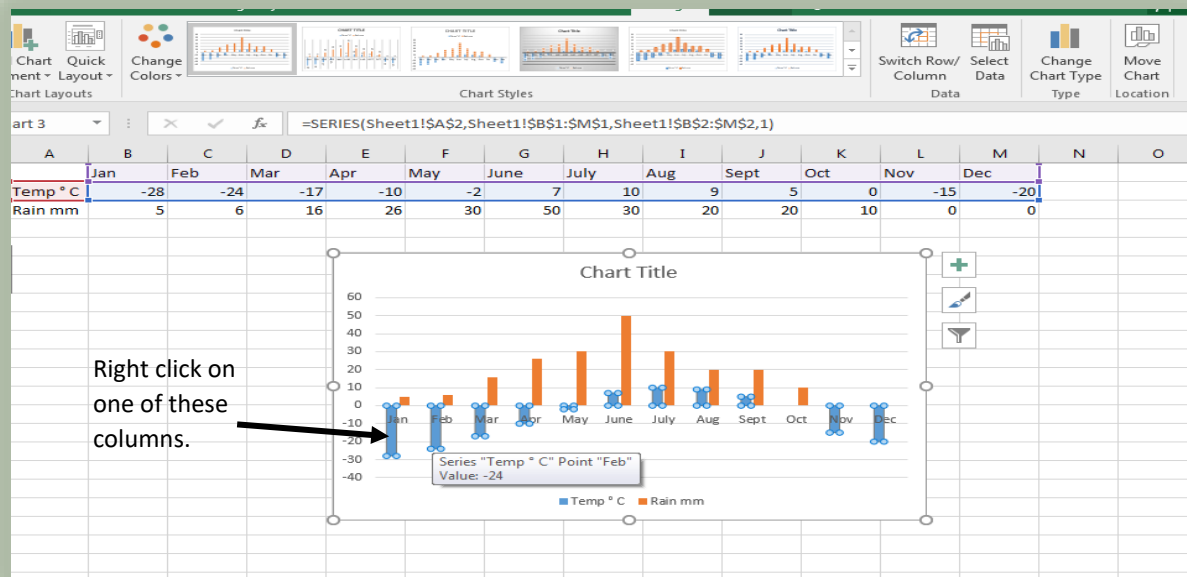 Chart Quick Change Switch Row/ Select Change Move
ment Layout Colors Column Data Chart Type Chart
Chart Layouts Chart Styles Data Type Location
art 3 fx =SERIES(Sheet1!$A$2,Sheet1!$B$1:$M$1,Sheet1!$B$2:$M$2,1)
A B C D E F G H I J K L M N O
Jan Feb Mar Apr May June July Aug Sept Oct Nov Dec
Temp ° C -28 -24 -17 -10 -2 7 10 9 5 0 -15 -20
Rain mm 5 6 16 26 30 50 30 20 20 10 0 0
Chart Title
60
50
40
30
20
10
0
-10
-20
-30
-40
Jan Feb Mar Apr May June July Aug Sept Oct Nov Dec
Series "Temp ° C" Point "Feb"
Value: -24
Temp ° C Rain mm
Right click on
one of these
columns.